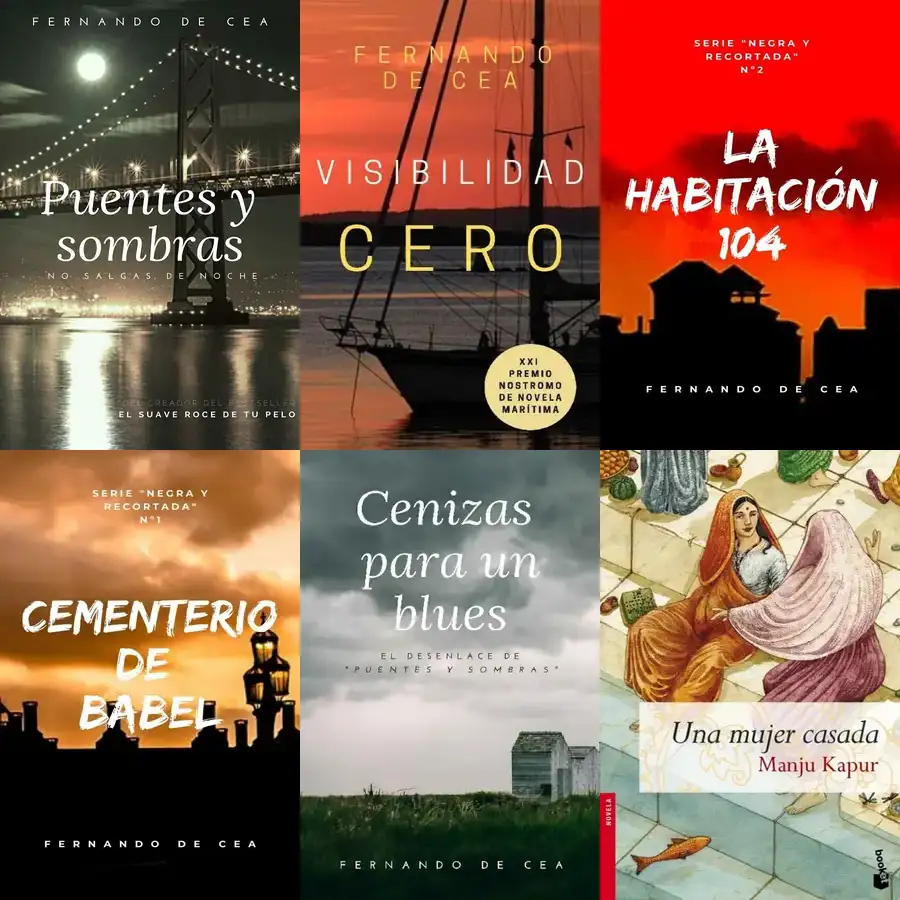 FERNANDO DE CEA
Puentes y
sombras
NO SALGAS DE NOCHE
DEL CREADOR DEL BESTSELLER
EL SUAVE ROCE DE TU PELO
FERNANDO
DE CEA
VISIBILIDAD
CERO
XXI
PREMIO
NOSTROMO
DE NOVELA
MARÍTIMA
SERIE "NEGRA Y
RECORTADA"
Nº2
LA
HABITACIÓN
104
FERNANDO DE CEA
SERIE "NEGRA Y
RECORTADA"
Nº1
CEMENTERIO
DE
BABEL
FERNANDO DE CEA
Cenizas
para un
blues
EL DESENLACE DE
"PUENTES Y SOMBRAS"
FERNANDO DE CEA
Una mujer casada
Manju Kapur
NOVELA
booket